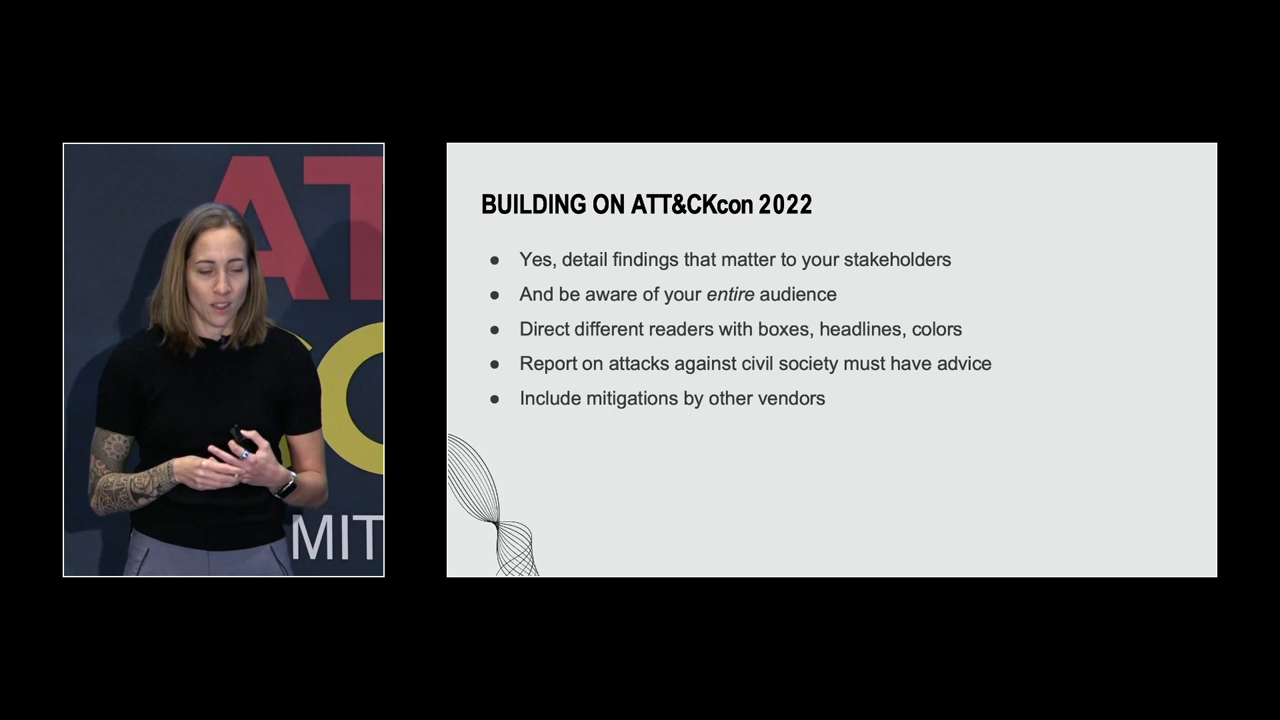 AT
CO
MIT
BUILDING ON ATT&CKcon 2022
● Yes, detail findings that matter to your stakeholders
● And be aware of your entire audience
● Direct different readers with boxes, headlines, colors
● Report on attacks against civil society must have advice
● Include mitigations by other vendors